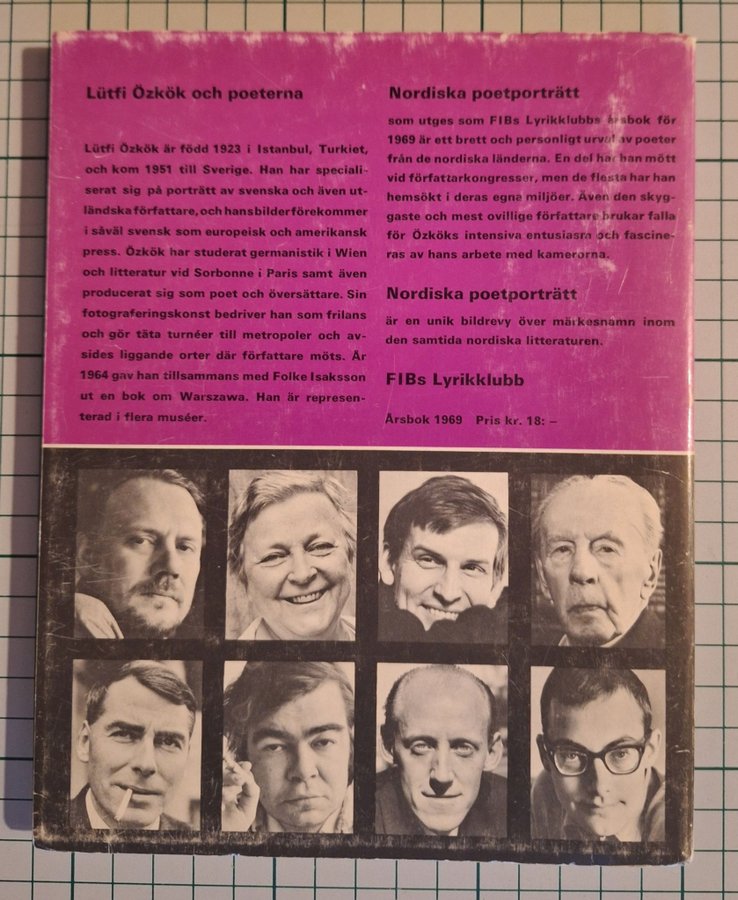 Lütfi Özkök och poeterna
Lütfi Özkök är född 1923 i Istanbul, Turkiet,
och kom 1951 till Sverige. Han har speciali-
serat sig på porträtt av svenska och även ut-
ländska författare, och hans bilder förekommer
i såväl svensk som europeisk och amerikansk
press. Özkök har studerat germanistik i Wien
och litteratur vid Sorbonne i Paris samt även
producerat sig som poet och översättare. Sin
fotograferingskonst bedriver han som frilans
och gör täta turnéer till metropoler och av-
sides liggande orter där författare möts. År
1964 gav han tillsammans med Folke Isaksson
ut en bok om Warszawa. Han är represen-
terad i flera muséer.
Nordiska poetporträtt
som utges som FIBs Lyrikklubbs årsbok för
1969 är ett brett och personligt urval av poeter
från de nordiska länderna. En del har han mött
vid författarkongresser, men de flesta har han
hemsökt i deras egna miljöer. Även den skyg-
gaste och mest ovillige författare brukar falla
för Özköks intensiva entusiasm och fascine-
ras av hans arbete med kamerorna.
Nordiska poetporträtt
är en unik bildrevy över märkesnamn inom
den samtida nordiska litteraturen.
FIBs Lyrikklubb
Årsbok 1969 Pris kr. 18: –